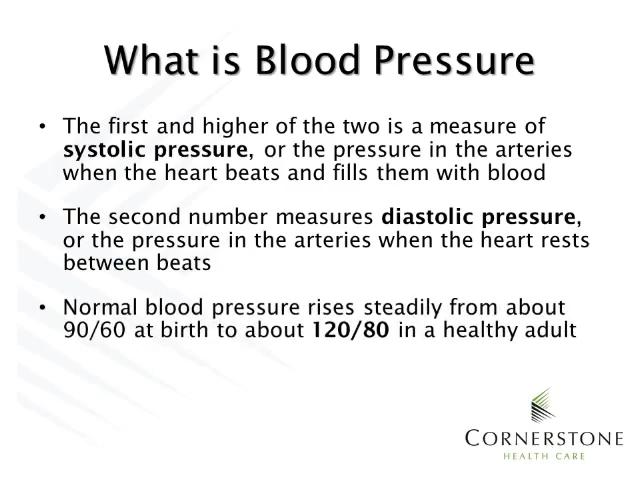 What is Blood Pressure
• The first and higher of the two is a measure of
systolic pressure, or the pressure in the arteries
when the heart beats and fills them with blood
• The second number measures diastolic pressure,
or the pressure in the arteries when the heart rests
between beats
• Normal blood pressure rises steadily from about
90/60 at birth to about 120/80 in a healthy adult
CORNERSTONE
HEALTH CARE